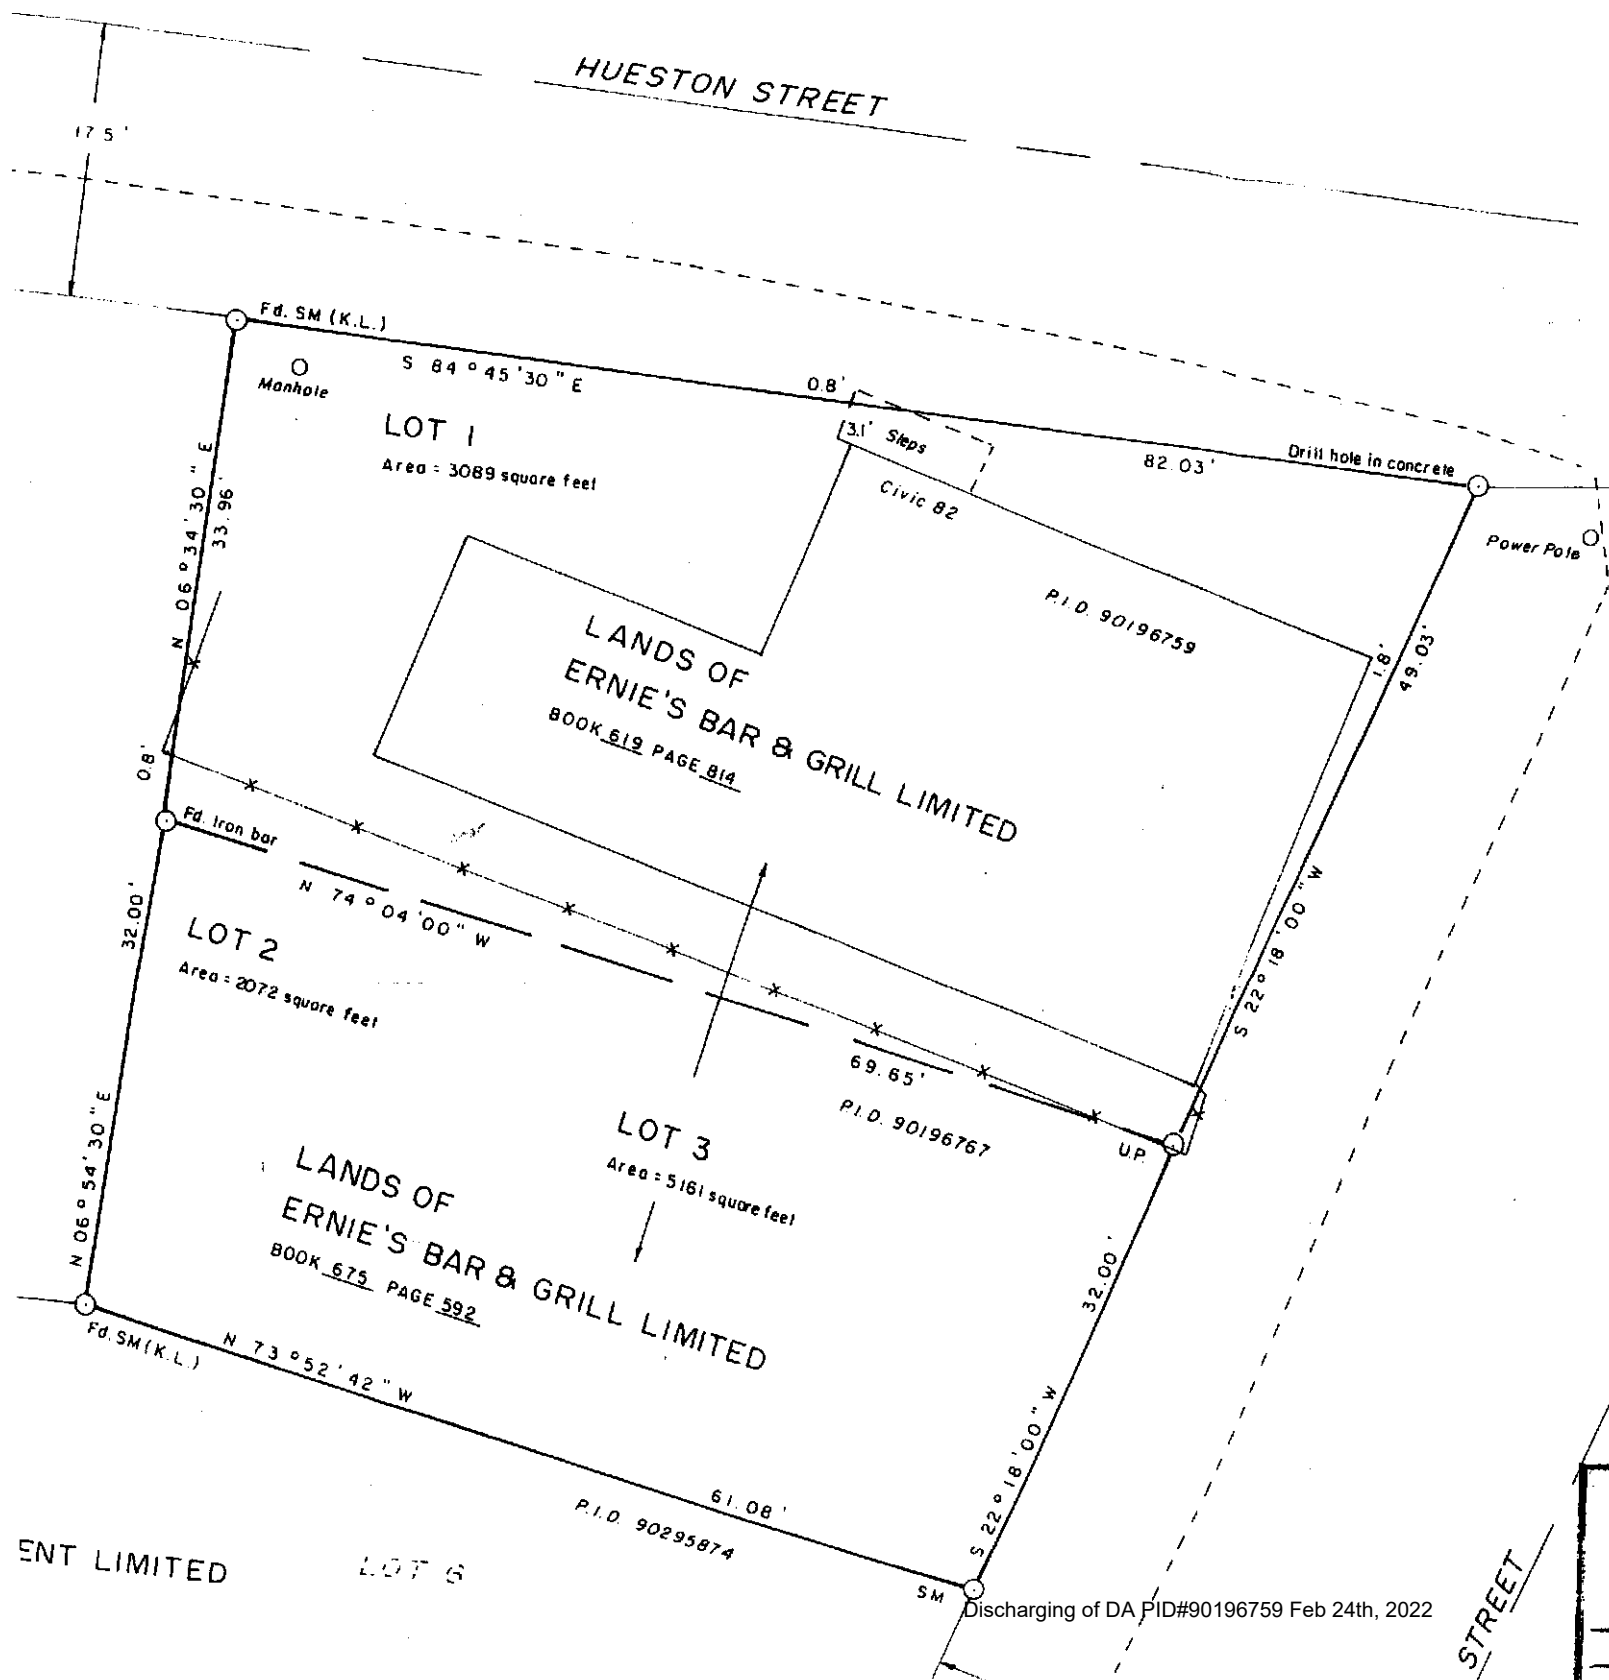 HUESTON STREET
17.5'
Fd. SM (K.L.)
S 84°45'30" E
Manhole
0.8'
LOT 1
Area = 3089 square feet
3.1'
Steps
82.03'
Drill hole in concrete
Civic 82
Power Pole
N 06°34'30" E
33.96'
P.I.D. 90196759
LANDS OF
ERNIE'S BAR & GRILL LIMITED
BOOK 619 PAGE 814
1.8'
49.03'
0.8'
Fd. Iron bar
N 74°04'00" W
32.00'
LOT 2
Area = 2072 square feet
S 22°18'00" W
69.65'
P.I.D. 90196767
U.P.
LOT 3
Area = 5161 square feet
N 06°54'30" E
LANDS OF
ERNIE'S BAR & GRILL LIMITED
BOOK 675 PAGE 592
32.00'
Fd. SM (K.L.)
N 73°52'42" W
S 22°18'00" W
61.08'
P.I.D. 90295874
ENT LIMITED
LOT 6
SM
Discharging of DA PID#90196759 Feb 24th, 2022
STREET